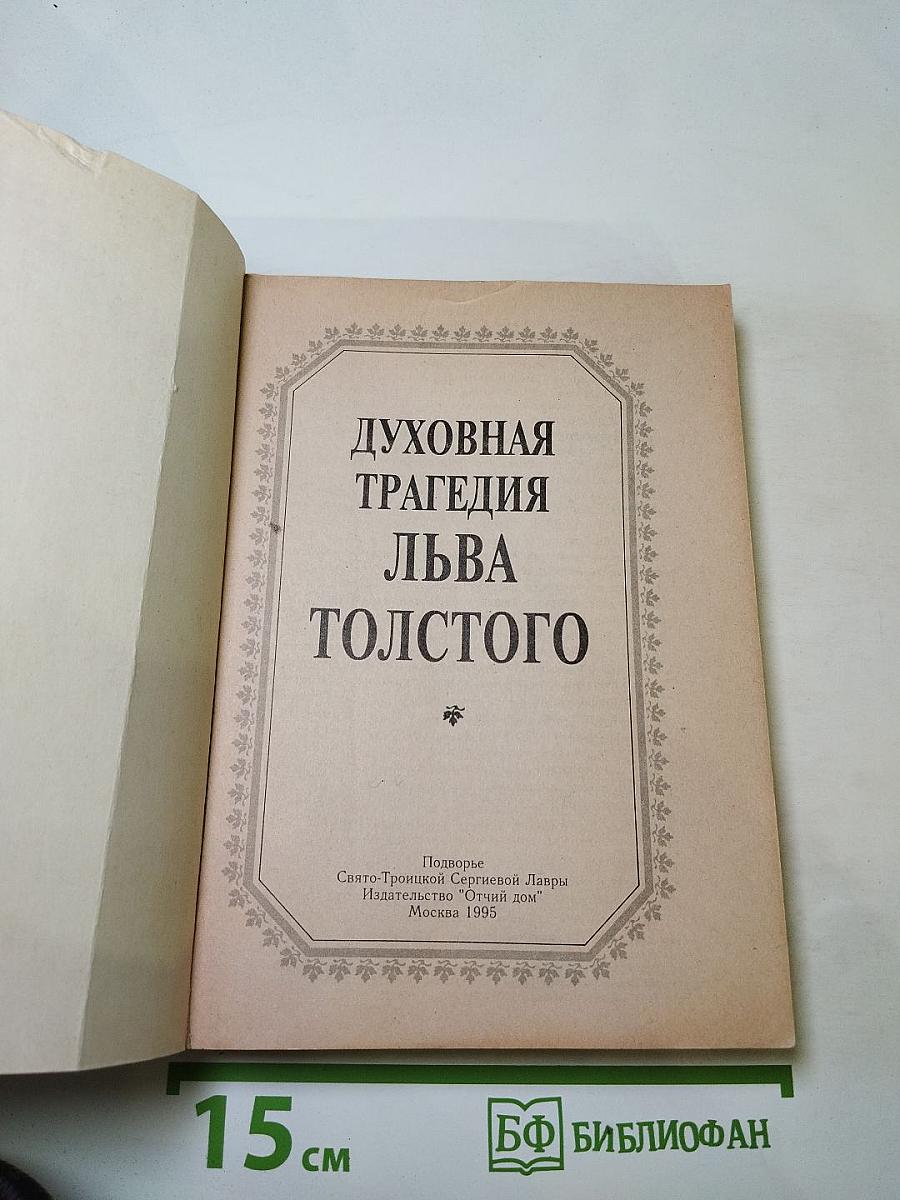 ДУХОВНАЯ
ТРАГЕДИЯ
ЛЬВА
ТОЛСТОГО
Подворье
Свято-Троицкой Сергиевой Лавры
Издательство "Отчий дом"
Москва 1995
15 см
БФ БИБЛИОФАН